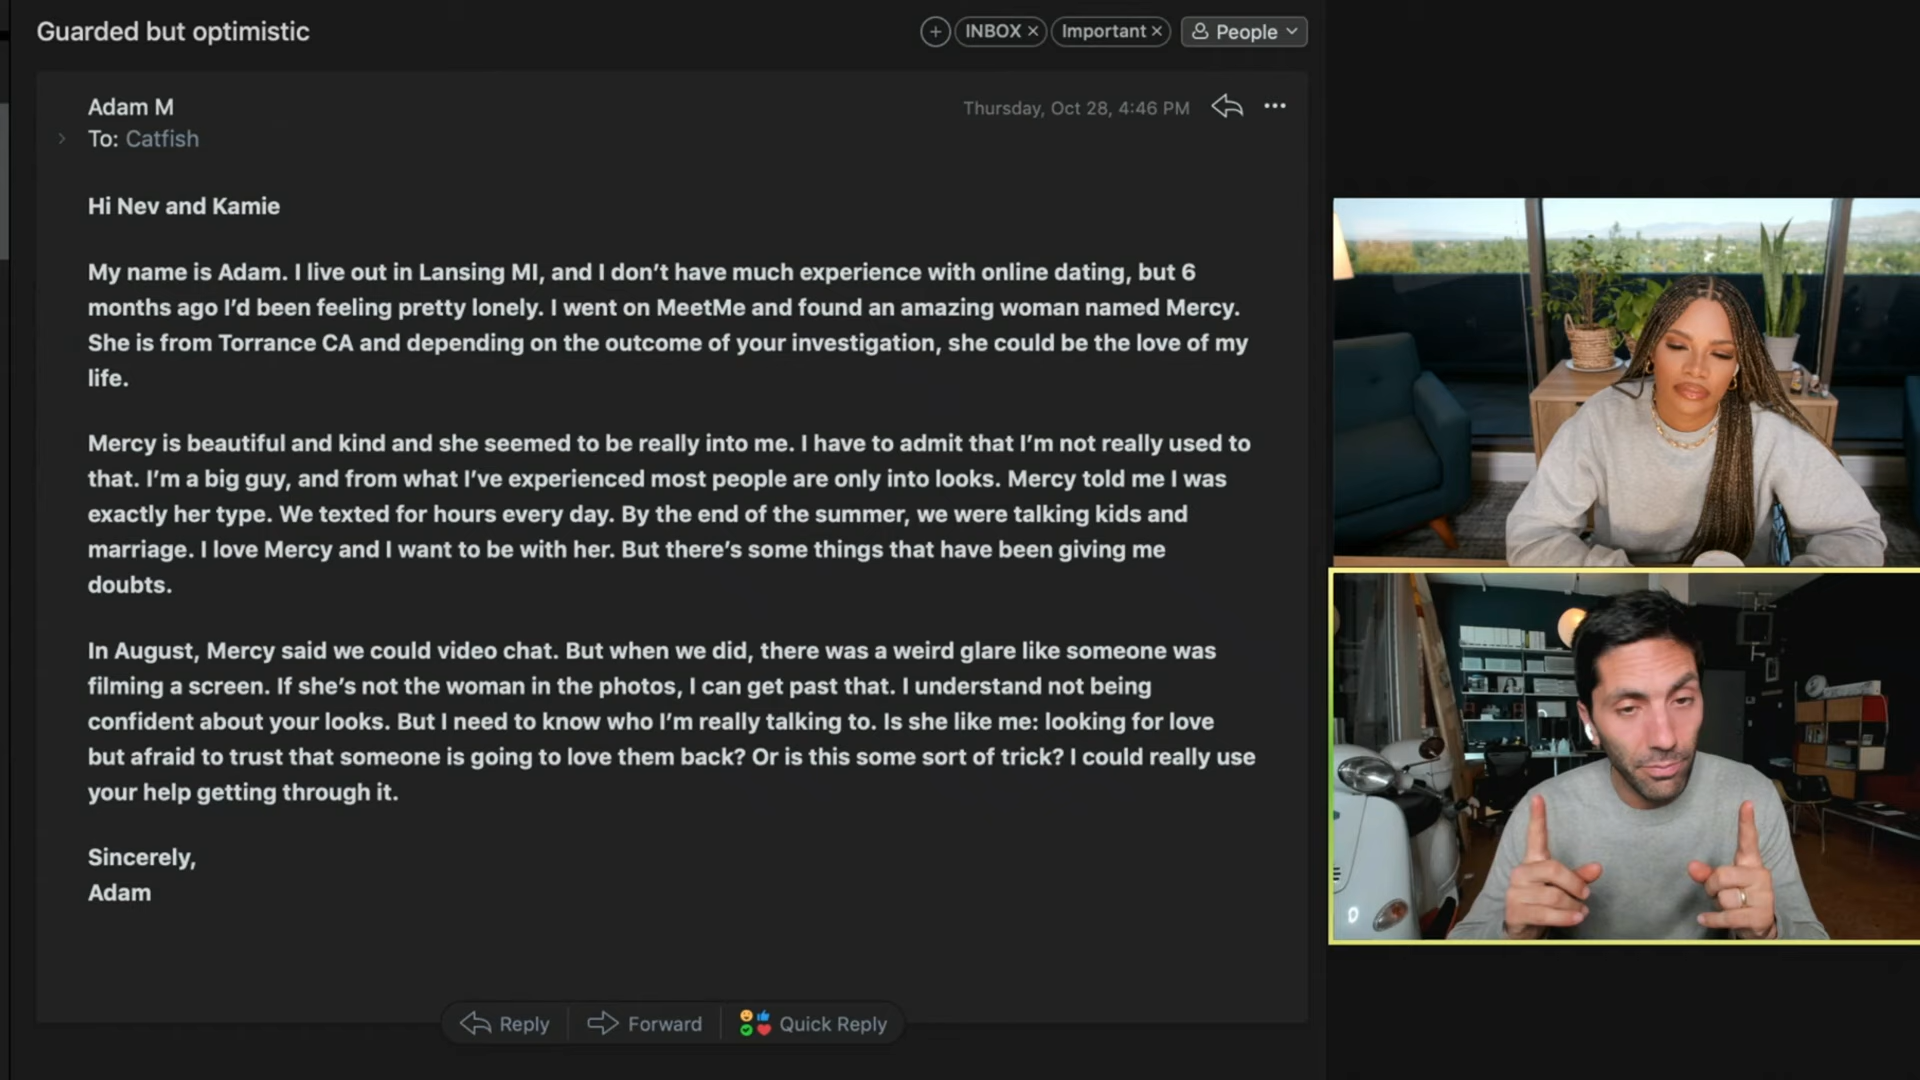 Guarded but optimistic
INBOX
Important
People
Adam M
Thursday, Oct 28, 4:46 PM
To: Catfish
Hi Nev and Kamie
My name is Adam. I live out in Lansing MI, and I don’t have much experience with online dating, but 6
months ago I’d been feeling pretty lonely. I went on MeetMe and found an amazing woman named Mercy.
She is from Torrance CA and depending on the outcome of your investigation, she could be the love of my
life.
Mercy is beautiful and kind and she seemed to be really into me. I have to admit that I’m not really used to
that. I’m a big guy, and from what I’ve experienced most people are only into looks. Mercy told me I was
exactly her type. We texted for hours every day. By the end of the summer, we were talking kids and
marriage. I love Mercy and I want to be with her. But there’s some things that have been giving me
doubts.
In August, Mercy said we could video chat. But when we did, there was a weird glare like someone was
filming a screen. If she’s not the woman in the photos, I can get past that. I understand not being
confident about your looks. But I need to know who I’m really talking to. Is she like me: looking for love
but afraid to trust that someone is going to love them back? Or is this some sort of trick? I could really use
your help getting through it.
Sincerely,
Adam
Reply
Forward
Quick Reply